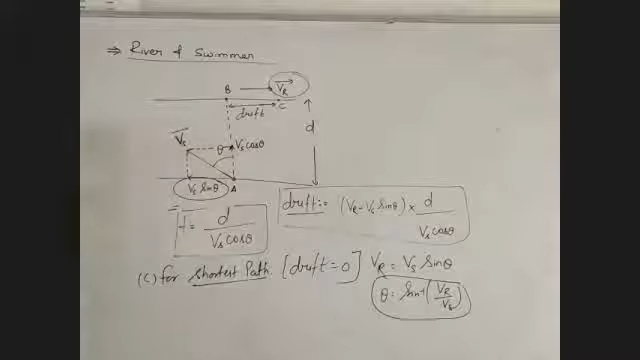 ⇒ River & Swimmer
B → V_R
drift C
d
V_s θ V_s cosθ
V_s sinθ A
t = d / V_s cosθ
drift:= (V_R - V_s sinθ) × d / V_s cosθ
(c) for shortest Path [drift = 0] V_R = V_s sinθ
θ = sin-1 (V_R / V_s)